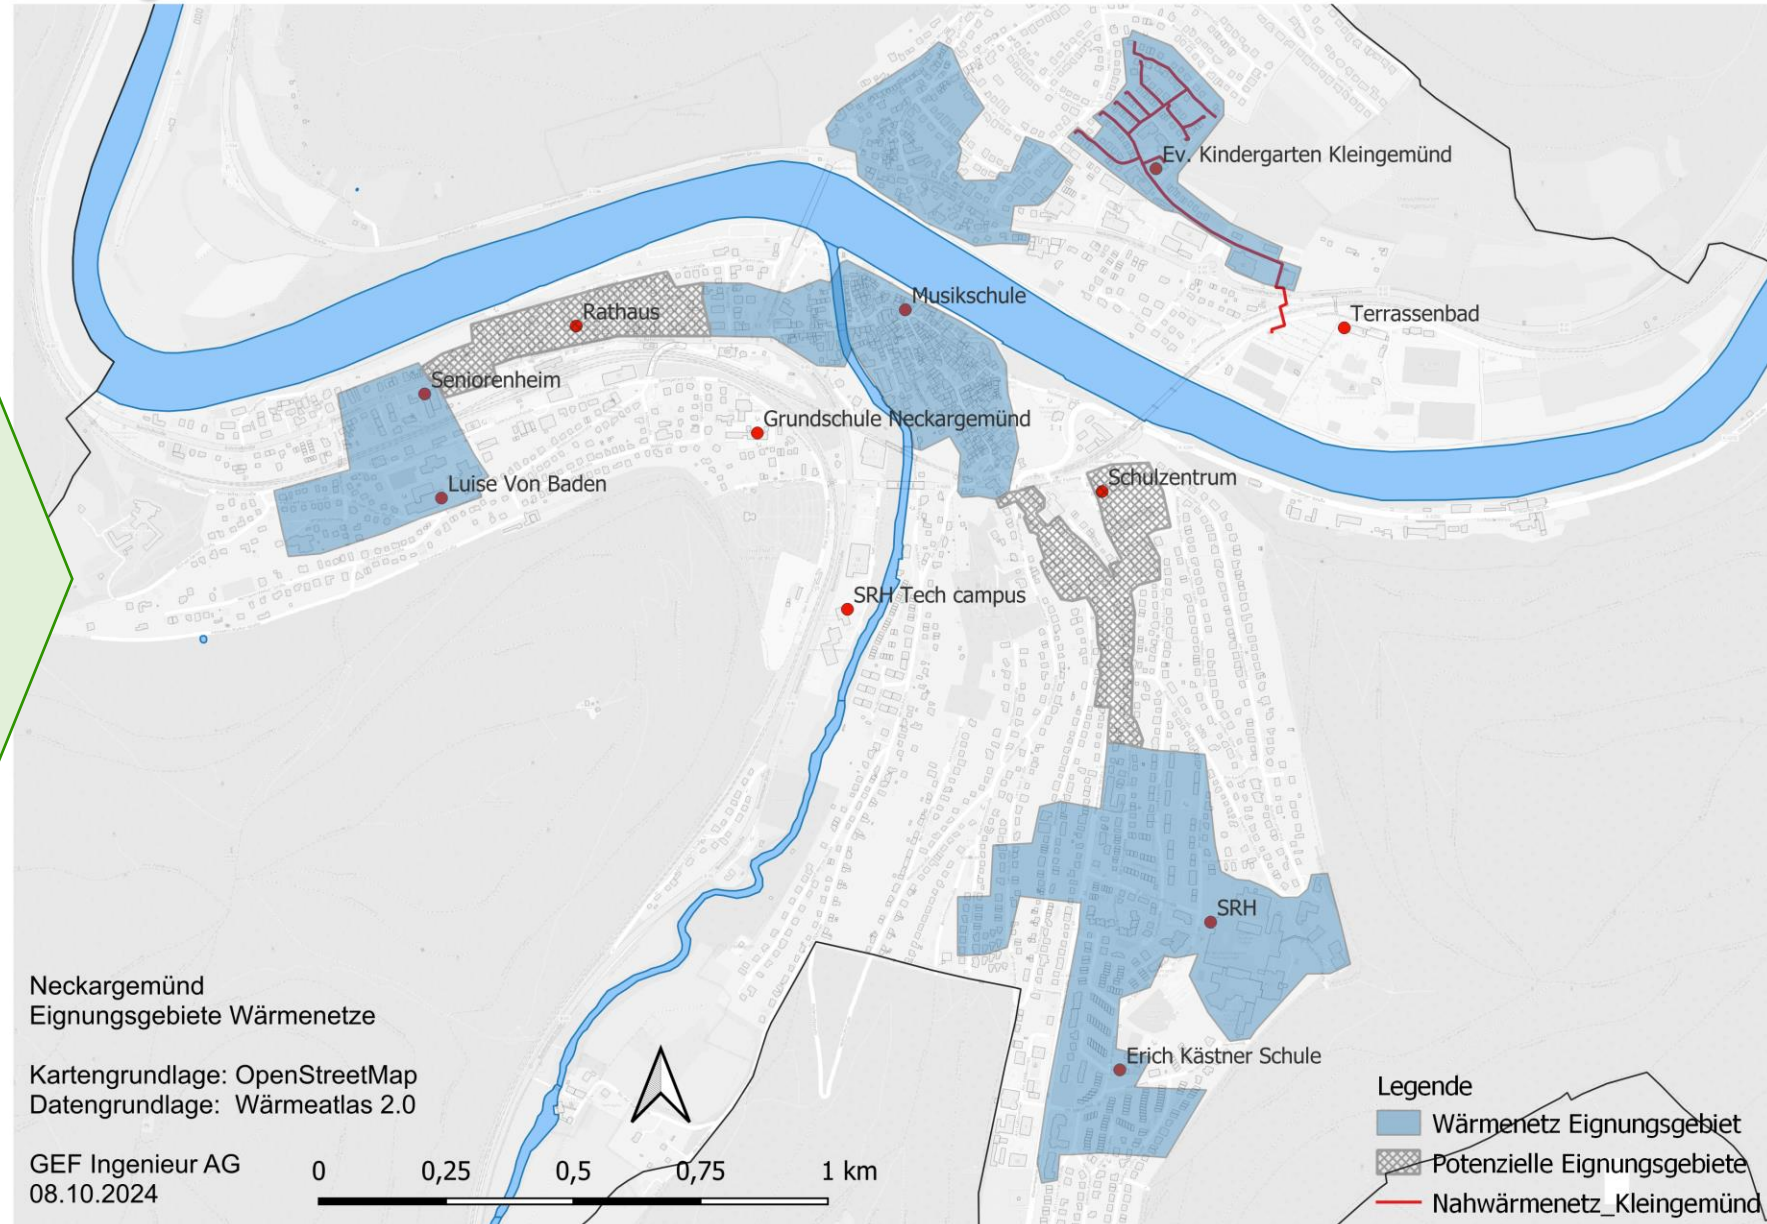 Ev. Kindergarten Kleingemünd
Musikschule
Rathaus
Terrassenbad
Seniorenheim
Grundschule Neckargemünd
Schulzentrum
Luise Von Baden
SRH Tech campus
SRH
Erich Kästner Schule
Neckargemünd
Eignungsgebiete Wärmenetze
Kartengrundlage: OpenStreetMap
Datengrundlage: Wärmeatlas 2.0
GEF Ingenieur AG
08.10.2024
0 0,25 0,5 0,75 1 km
Legende
Wärmenetz Eignungsgebiet
Potenzielle Eignungsgebiete
Nahwärmenetz_Kleingemünd